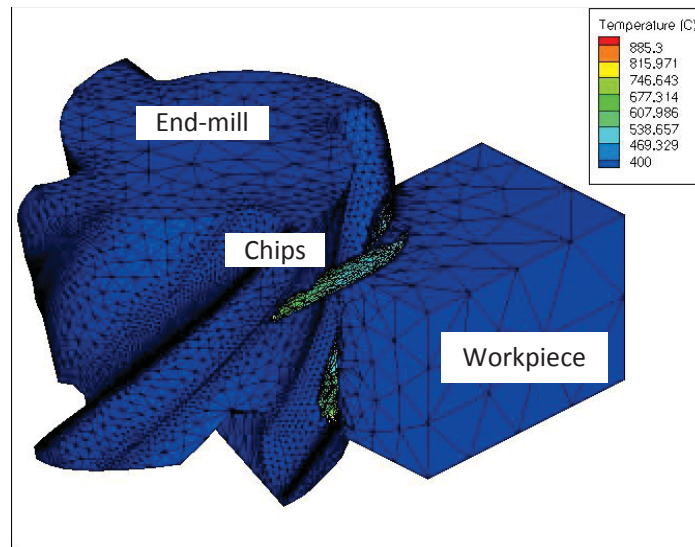 Temperature (C)
885.3
815.971
746.643
677.314
607.986
538.657
469.329
400
End-mill
Chips
Workpiece